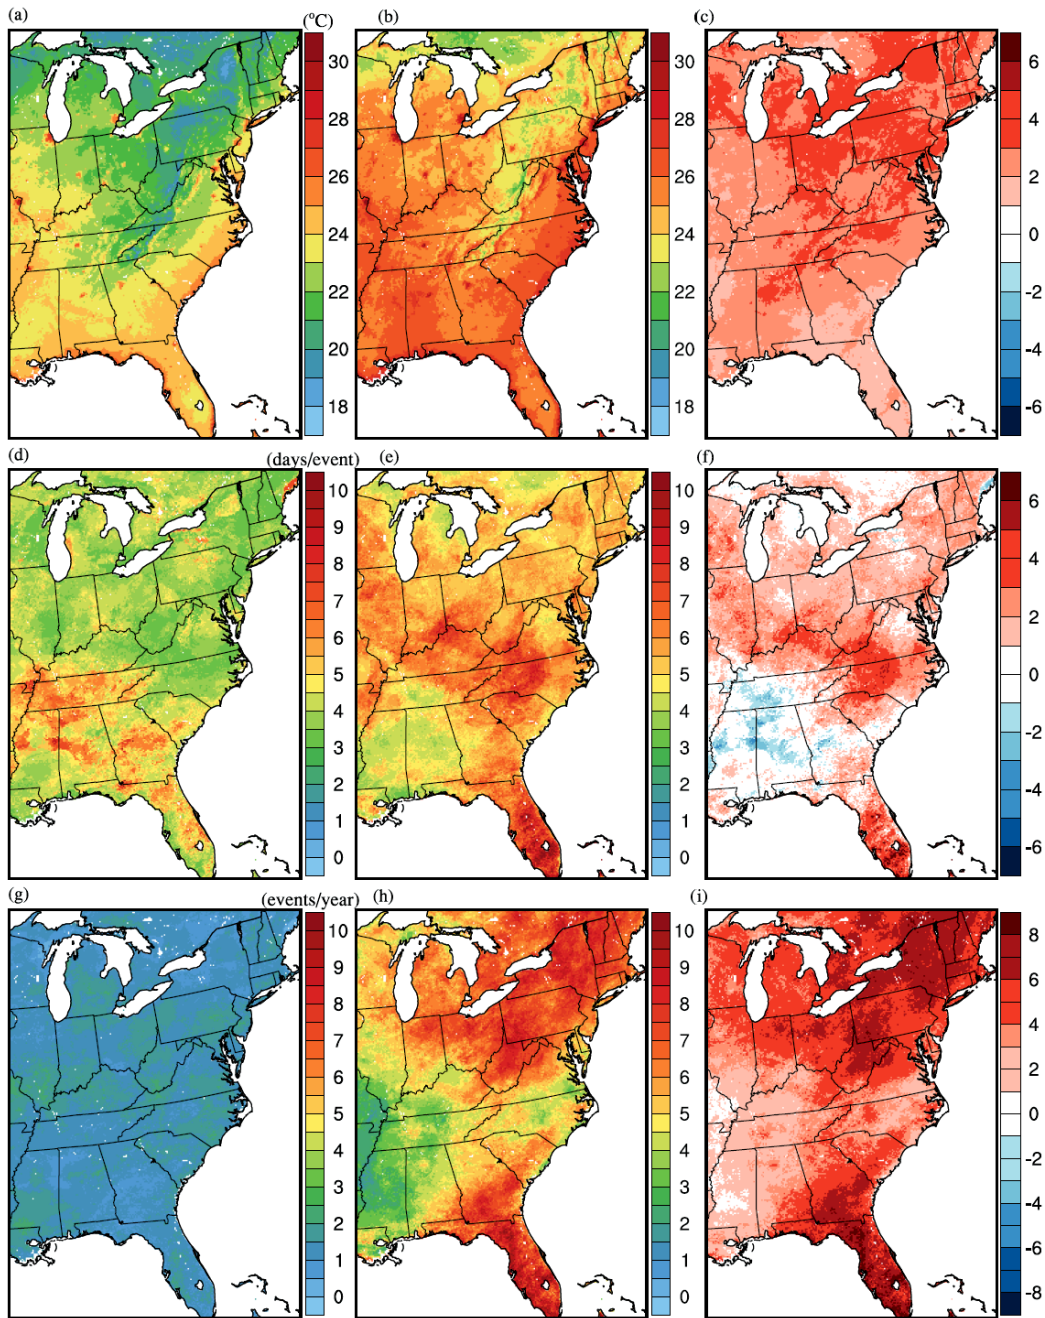 (a) (°C) (b) (c)
30 30 6
28 28 4
26 26 2
24 24 0
22 22 -2
20 20 -4
18 18 -6
(d) (days/event) (e) (f)
10 10 6
9 9 4
8 8
7 7 2
6 6
5 5 0
4 4
3 3 -2
2 2 -4
1 1
0 0 -6
(g) (events/year) (h) (i)
10 10 8
9 9 6
8 8
7 7 4
6 6 2
5 5 0
4 4
3 3 -2
2 2 -4
1 1 -6
0 0 -8